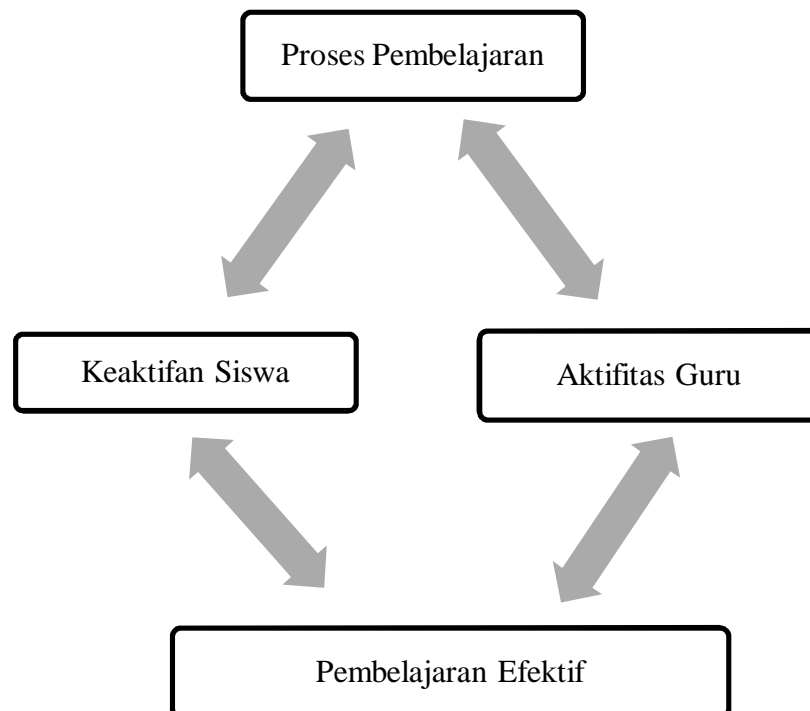 Proses Pembelajaran
Keaktifan Siswa
Aktifitas Guru
Pembelajaran Efektif